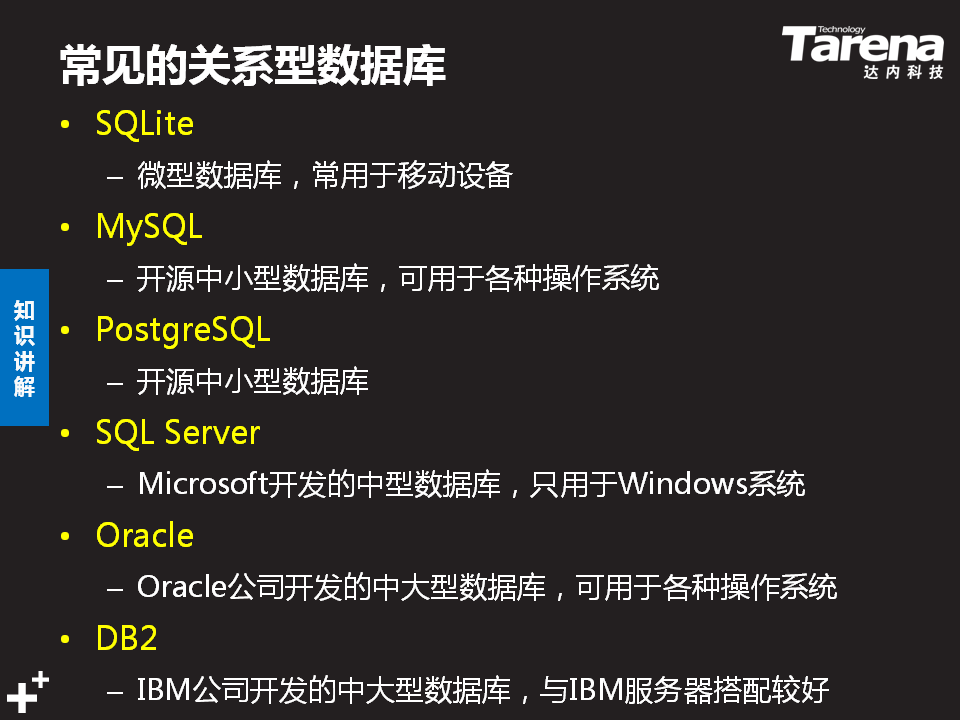 常见的关系型数据库
Technology
Tarena
达内科技
• SQLite
– 微型数据库，常用于移动设备
• MySQL
– 开源中小型数据库，可用于各种操作系统
• PostgreSQL
– 开源中小型数据库
• SQL Server
– Microsoft开发的中型数据库，只用于Windows系统
• Oracle
– Oracle公司开发的中大型数据库，可用于各种操作系统
• DB2
– IBM公司开发的中大型数据库，与IBM服务器搭配较好
知识讲解